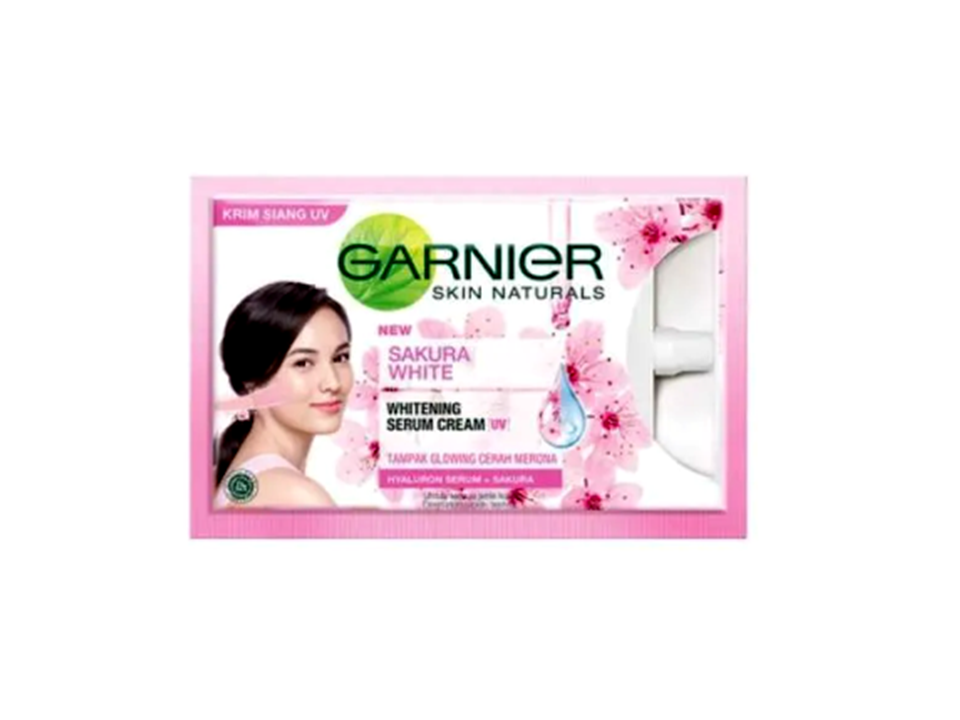 KRIM SIANG UV
GARNIER
SKIN NATURALS
NEW
SAKURA
WHITE
WHITENING
SERUM CREAM UV
TAMPAK GLOWING CERAH MERONA
HYALURON SERUM + SAKURA